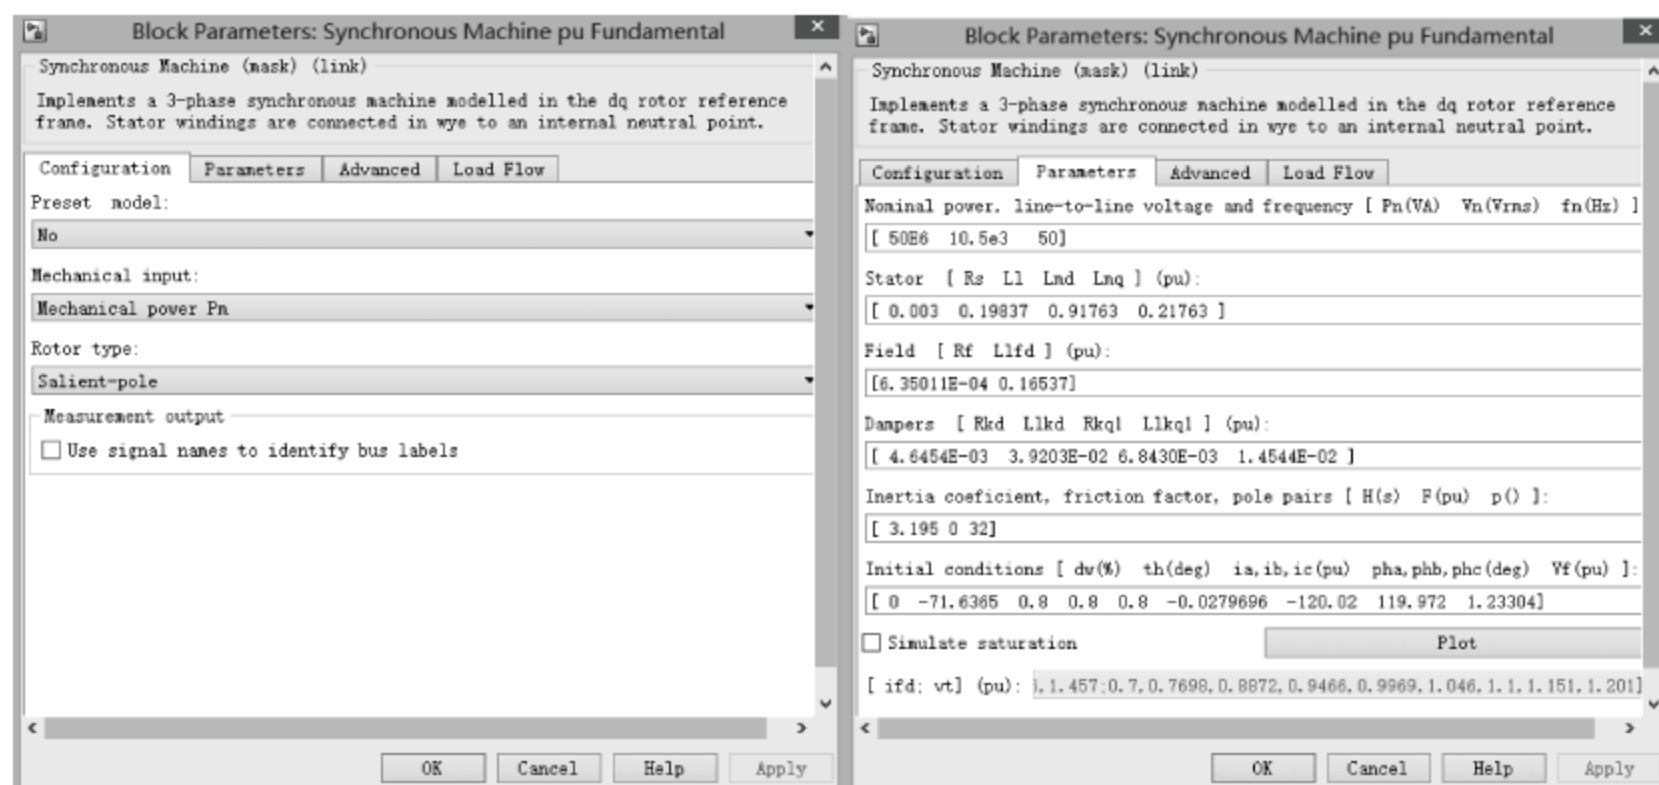 Block Parameters: Synchronous Machine pu Fundamental
Synchronous Machine (mask) (link)
Implements a 3-phase synchronous machine modelled in the dq rotor reference
frame. Stator windings are connected in wye to an internal neutral point.
Configuration Parameters Advanced Load Flow
Preset model:
No
Mechanical input:
Mechanical power Pm
Rotor type:
Salient-pole
Measurement output
Use signal names to identify bus labels
OK Cancel Help Apply
Block Parameters: Synchronous Machine pu Fundamental
Synchronous Machine (mask) (link)
Implements a 3-phase synchronous machine modelled in the dq rotor reference
frame. Stator windings are connected in wye to an internal neutral point.
Configuration Parameters Advanced Load Flow
Nominal power, line-to-line voltage and frequency [ Pn(VA) Vn(Vrms) fn(Hz) ]
[ 50E6 10.5e3 50]
Stator [ Rs Ll Lmd Lmq ] (pu):
[ 0.003 0.19837 0.91763 0.21763 ]
Field [ Rf Llfd ] (pu):
[6.35011E-04 0.16537]
Dampers [ Rkd Llkd Rkq1 Llkq1 ] (pu):
[ 4.6454E-03 3.9203E-02 6.8430E-03 1.4544E-02 ]
Inertia coeficient, friction factor, pole pairs [ H(s) F(pu) p() ]:
[ 3.195 0 32]
Initial conditions [ dw(%) th(deg) ia,ib,ic(pu) pha,phb,phc(deg) Vf(pu) ]:
[ 0 -71.6365 0.8 0.8 0.8 -0.0279696 -120.02 119.972 1.23304]
Simulate saturation Plot
[ ifd; vt] (pu): ,1.457;0.7,0.7698,0.8872,0.9466,0.9969,1.046,1.1,1.151,1.201]
OK Cancel Help Apply